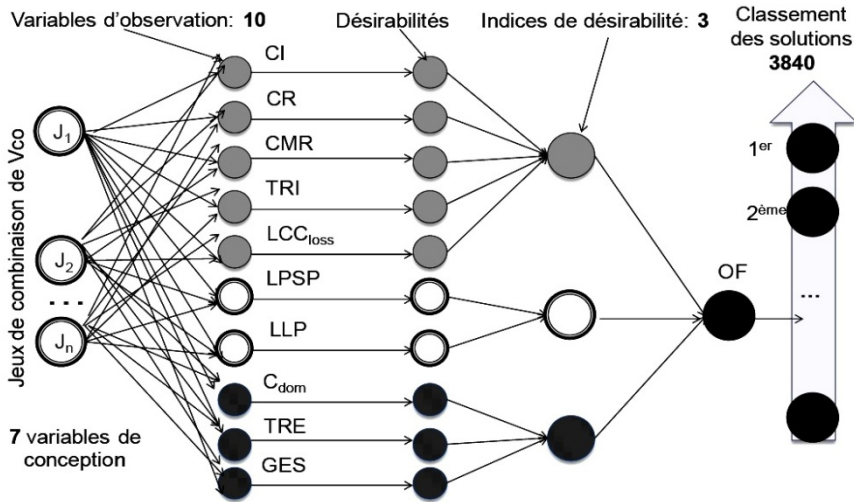 Variables d’observation: 10
Désirabilités
Indices de désirabilité: 3
Classement
des solutions
3840
Jeux de combinaison de Vco
J1
J2
. . .
Jn
7 variables de
conception
CI
CR
CMR
TRI
LCCloss
LPSP
LLP
Cdom
TRE
GES
OF
1er
2ème
...